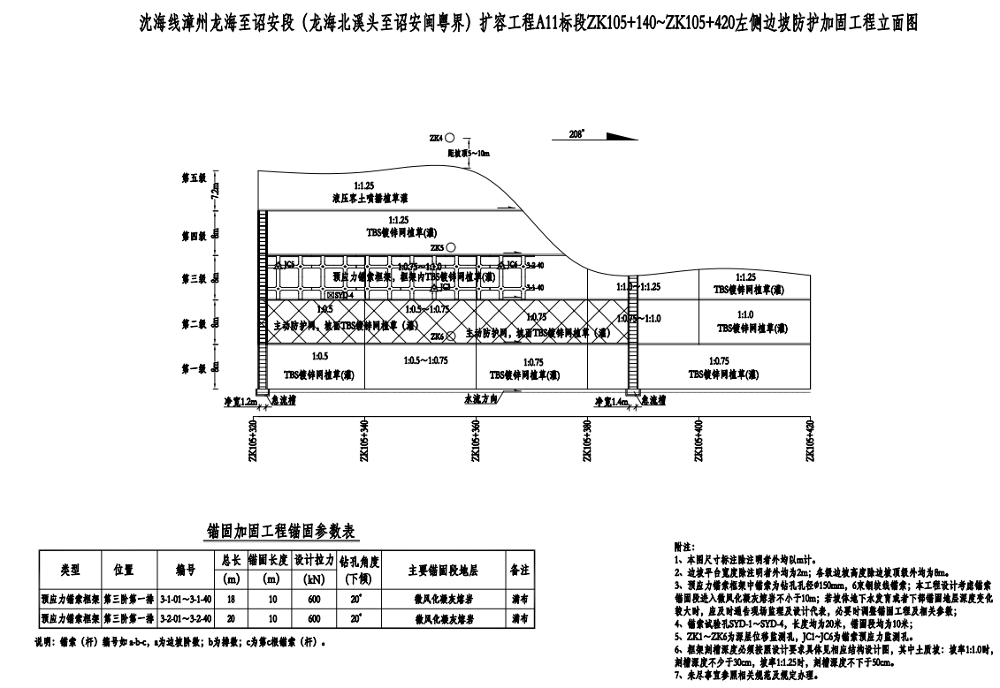 沈海线漳州龙海至诏安段（龙海北溪头至诏安闽粤界）扩容工程A11标段ZK105+140~ZK105+420左侧边坡防护加固工程立面图
ZK4
208°
距坡顶5~10m
第五级
7.2m
1:1.25
液压客土喷播植草灌
第四级
8m
1:1.25
TBS镀锌网植草(灌)
ZK5
第三级
8m
JC5
1:0.75~1:1.0
JC6
3-2-40
预应力锚索框架，框架内TBS镀锌网植草(灌)
3-1-40
SYD-4
1:1.0~1:1.25
1:1.25
TBS镀锌网植草(灌)
第二级
8m
1:0.5
1:0.5~1:0.75
1:0.75
1:0.75~1:1.0
1:1.0
主动防护网，坡面TBS镀锌网植草（灌）
ZK6
主动防护网，坡面TBS镀锌网植草（灌）
TBS镀锌网植草(灌)
第一级
8m
1:0.5
1:0.5~1:0.75
1:0.75
1:0.75
TBS镀锌网植草(灌)
TBS镀锌网植草(灌)
TBS镀锌网植草(灌)
净宽1.2m
急流槽
水流方向
净宽1.4m
急流槽
ZK105+320
ZK105+340
ZK105+360
ZK105+380
ZK105+400
ZK105+420
锚固加固工程锚固参数表
类型 位置 编号 总长(m) 锚固长度(m) 设计拉力(kN) 钻孔角度(下倾) 主要锚固段地层 备注
预应力锚索框架 第三阶第一排 3-1-01~3-1-40 18 10 600 20° 微风化凝灰熔岩 满布
预应力锚索框架 第三阶第一排 3-2-01~3-2-40 20 10 600 20° 微风化凝灰熔岩 满布
说明：锚索（杆）编号如 a-b-c，a为边坡阶数；b为排数；c为第c根锚索（杆）。
附注：
1、本图尺寸标注除注明者外均以m计。
2、边坡平台宽度除注明者外均为2m；各级边坡高度除边坡顶级外均为8m。
3、预应力锚索框架中锚索为钻孔孔径Φ150mm，6束钢绞线锚索；本工程设计考虑锚索
锚固段进入微风化凝灰熔岩不小于10m；若坡体地下水发育或者下部锚固地层深度变化
较大时，应及时通告现场监理及设计代表，必要时调整锚固工程及相关参数；
4、锚索试验孔SYD-1~SYD-4，长度均为20米，锚固段均为10米；
5、ZK1~ZK6为深层位移监测孔，JC1~JC6为锚索预应力监测孔。
6、框架刻槽深度必须按照设计要求具体见相应结构设计图，其中土质坡：坡率1:1.0时，
刻槽深度不少于30cm，坡率1:1.25时，刻槽深度不下于50cm。
7、未尽事宜参照相关规范及规定办理。